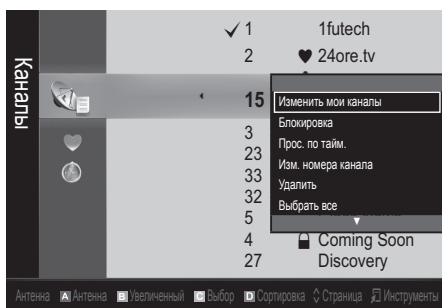 Каналы
✓ 1 1futech
2 ♥ 24ore.tv
15
3
23
33
32
5
4 Coming Soon
27 Discovery
Изменить мои каналы
Блокировка
Прос. по тайм.
Изм. номера канала
Удалить
Выбрать все
▼
Антенна A Антенна B Увеличенный C Выбор D Сортировка Страница Инструменты